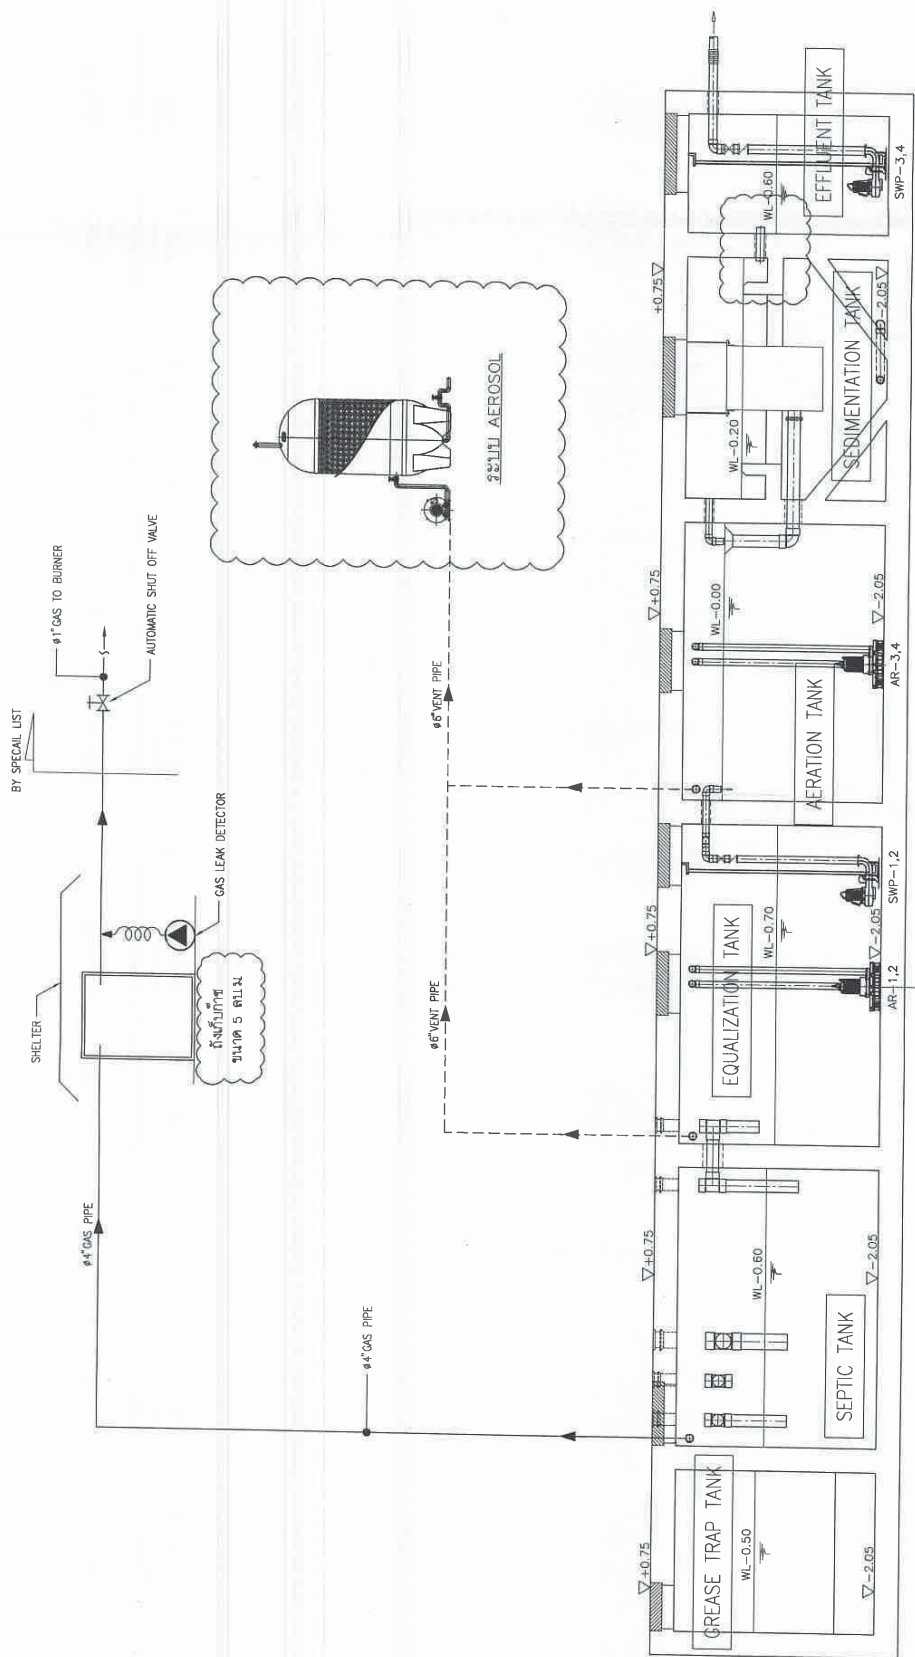 BY SPECAIL LIST
ø1"GAS TO BURNER
AUTOMATIC SHUT OFF VALVE
SHELTER
GAS LEAK DETECTOR
ถังเก็บก๊าซ
ขนาด 5 ลบ.ม
ø4"GAS PIPE
ø4"GAS PIPE
ระบบ AEROSOL
ø6"VENT PIPE
ø6"VENT PIPE
+0.75
GREASE TRAP TANK
WL-0.50
-2.05
+0.75
WL-0.60
SEPTIC TANK
-2.05
+0.75
EQUALIZATION TANK
WL-0.70
-2.05
AR-1,2
SWP-1,2
+0.75
WL-0.00
AERATION TANK
-2.05
AR-3,4
+0.75
WL-0.20
SEDIMENTATION TANK
-2.05
WL-0.60
EFFLUENT TANK
SWP-3,4